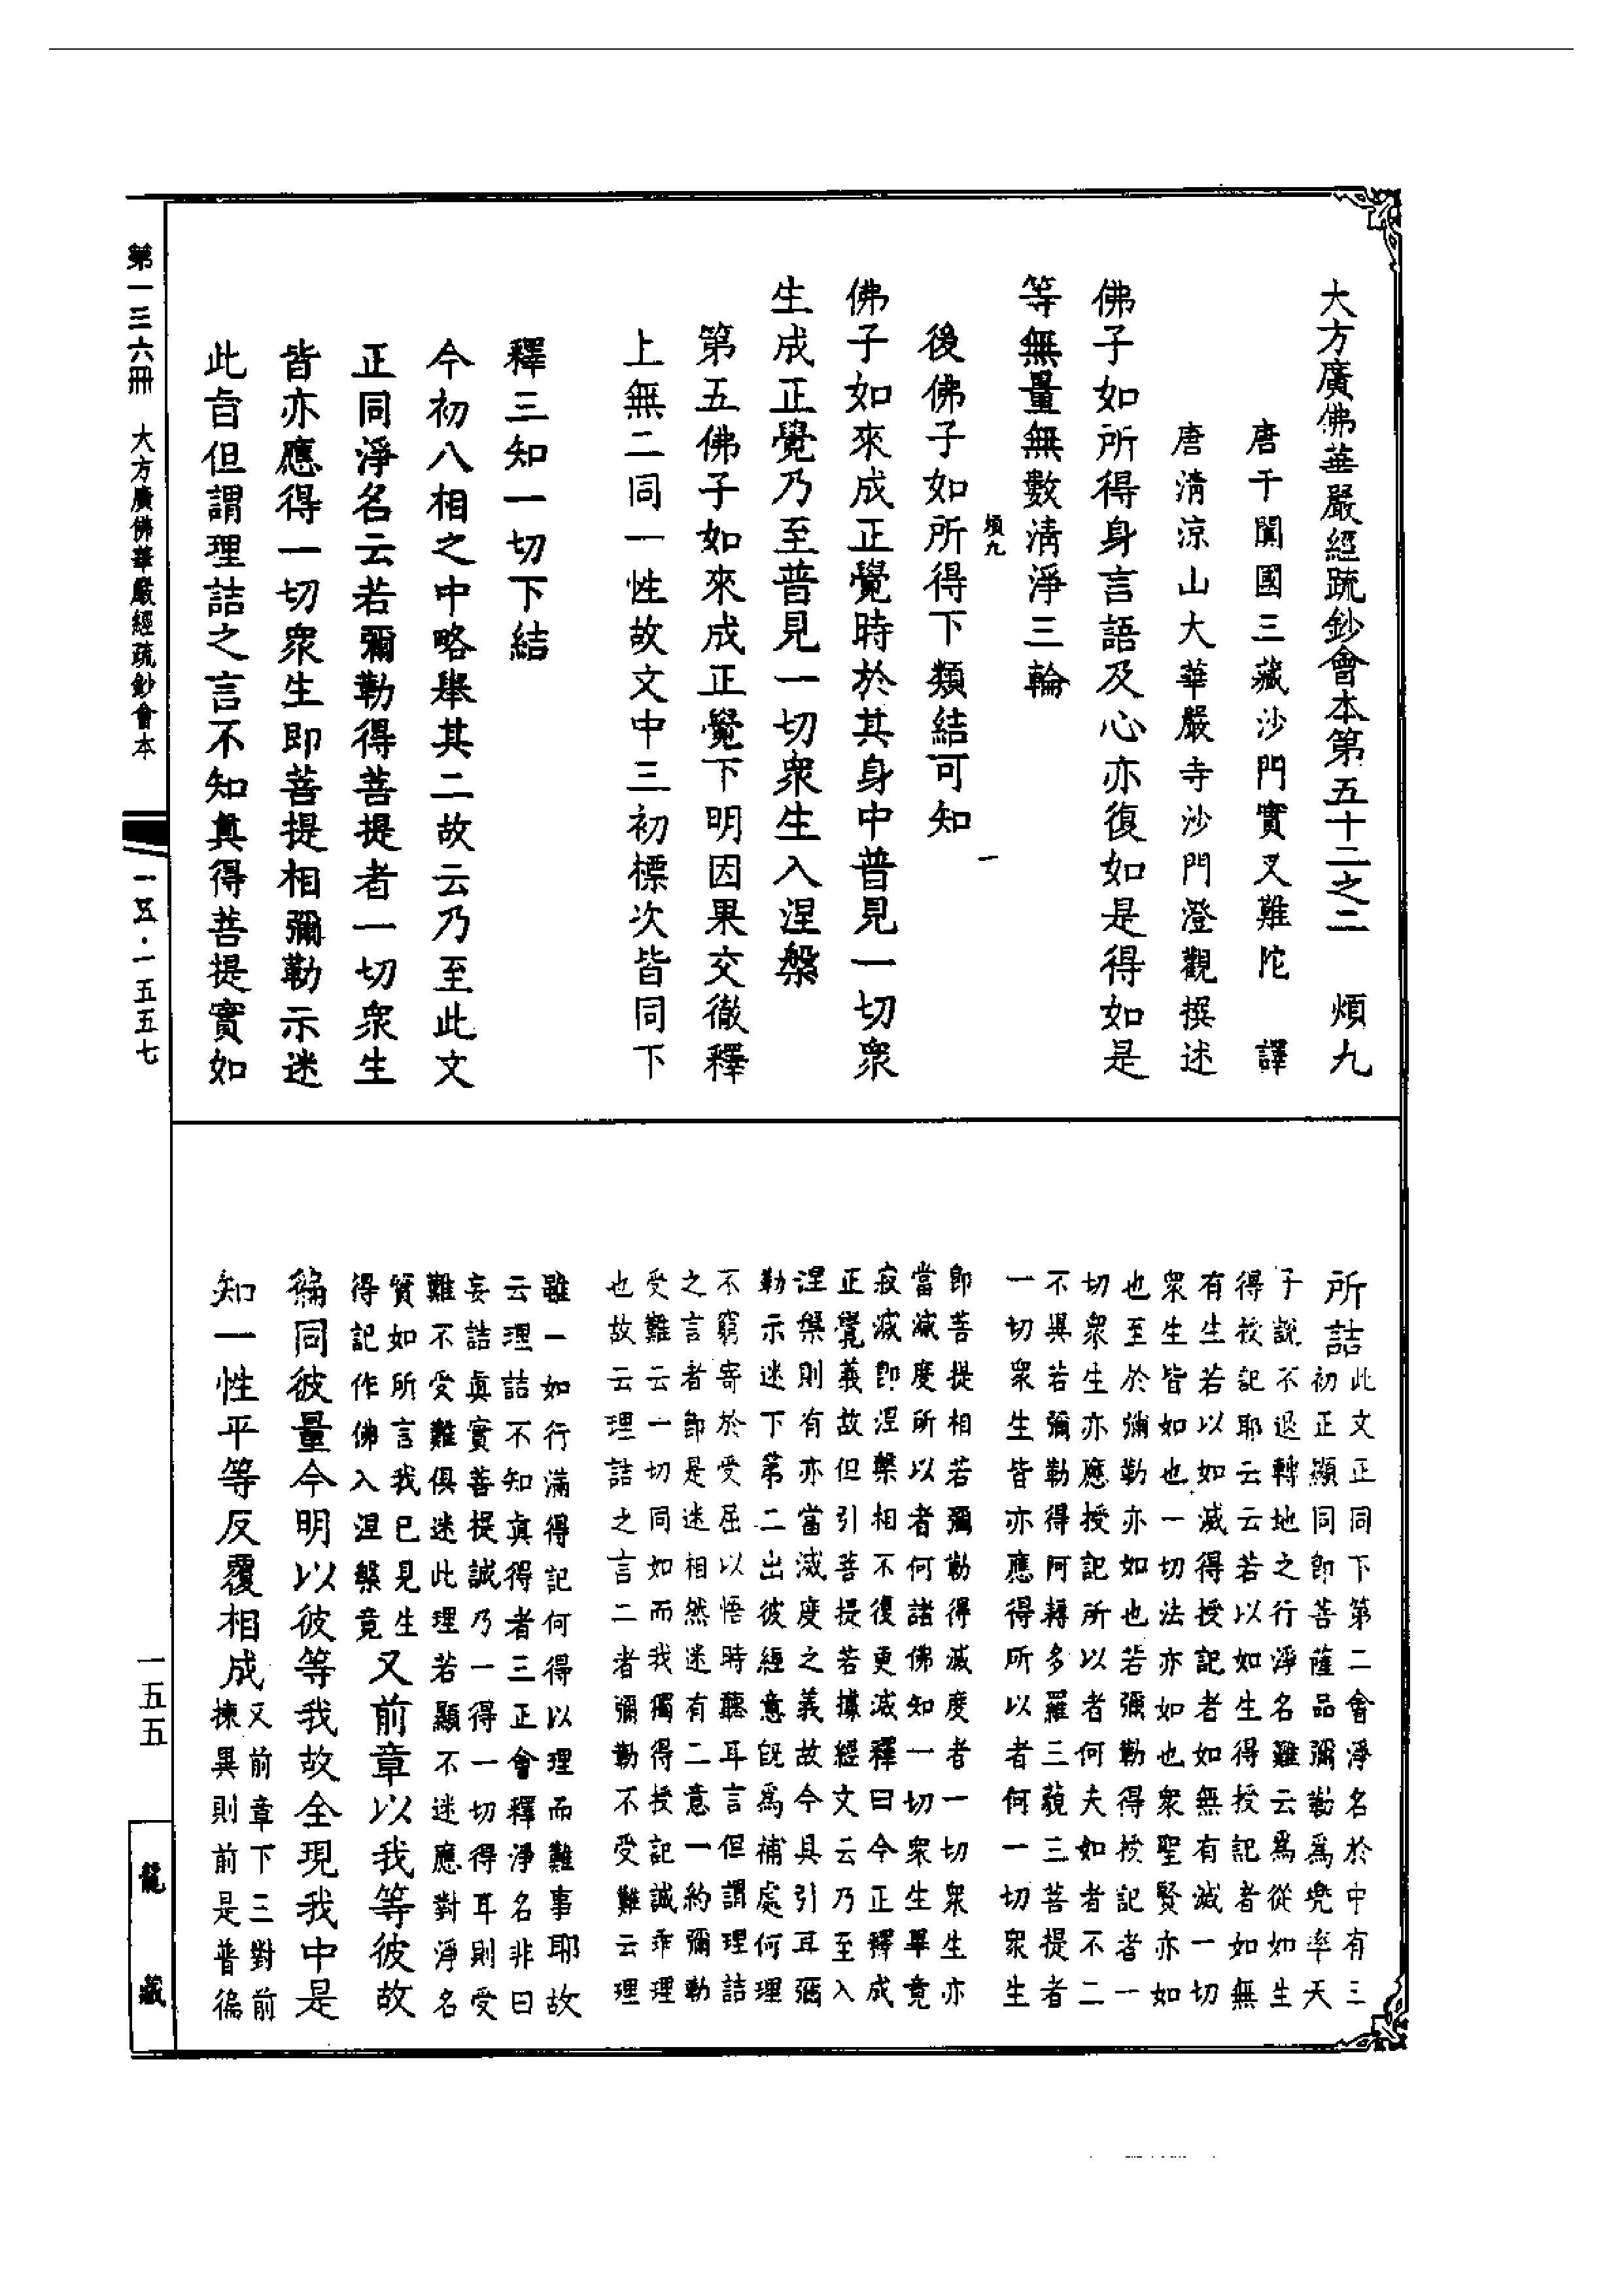 大方廣佛華嚴經疏鈔會本第五十二之二　煩九
唐于闐國三藏沙門實叉難陀　譯
唐清涼山大華嚴寺沙門澄觀撰述
佛子如所得身言語及心亦復如是得如是
等無量無數清淨三輪
煩九　一
後佛子如所得下類結可知
佛子如來成正覺時於其身中普見一切眾
生成正覺乃至普見一切眾生入涅槃
第五佛子如來成正覺下明因果交徹釋
上無二同一性故文中三初標次皆同下
釋三知一切下結
今初八相之中略舉其二故云乃至此文
正同淨名云若彌勒得菩提者一切眾生
皆亦應得一切眾生即菩提相彌勒示迷
此旨但謂理詰之言不知真得菩提實如
所詰
此文正同下第二會淨名於中有三
初正顯同即菩薩品彌勒為兜率天
子說不退轉地之行淨名難云為從如生
得授記耶云云若以如生得授記者如無
有生若以如滅得授記者如無有滅一切
眾生皆如也一切法亦如也眾聖賢亦如
也至於彌勒亦如也若彌勒得授記者一
切眾生亦應授記所以者何夫如者不二
不異若彌勒得阿耨多羅三藐三菩提者
一切眾生皆亦應得所以者何一切眾生
即菩提相若彌勒得滅度者一切眾生亦
當滅度所以者何諸佛知一切眾生畢竟
寂滅即涅槃相不復更滅釋曰今正釋成
正覺義故但引菩提若據經文云乃至入
涅槃則有亦當滅度之義故今具引耳彌
勒示迷下第二出彼經意既為補處何理
不窮寄於受屈以悟時聽耳言但謂理詰
之言者即是迷相然迷有二意一約彌勒
受難云一切同如而我獨得授記誠乖理
也故云理詰之言二者彌勒不受難云理
雖一如行滿得記何得以理而難事耶故
云理詰不知真得者三正會釋淨名非曰
妄詰真實菩提誠乃一得一切得耳則受
難不受難俱迷此理若顯不迷應對淨名
質如所言我已見生
得記作佛入涅槃竟
又前章以我等彼故
徧同彼量今明以彼等我故全現我中是
知一性平等反覆相成
又前章下三對前
揀異則前是普徧
第一三六冊　大方廣佛華嚴經疏鈔會本　一五五·一五五七
一五五
龍藏